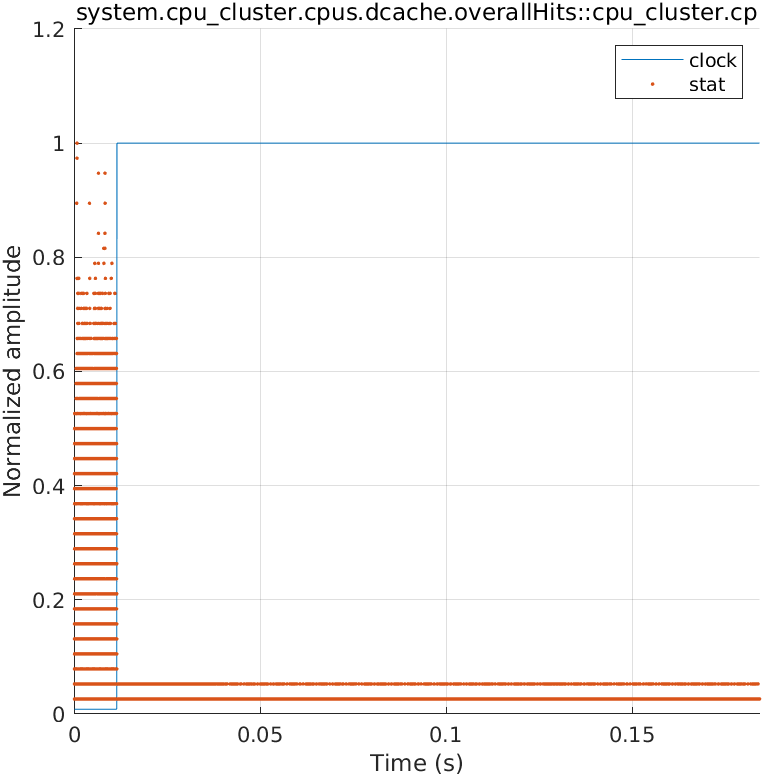 system.cpu_cluster.cpus.dcache.overallHits::cpu_cluster.cp
clock
stat
Normalized amplitude
1.2
1
0.8
0.6
0.4
0.2
0
0
0.05
0.1
0.15
Time (s)